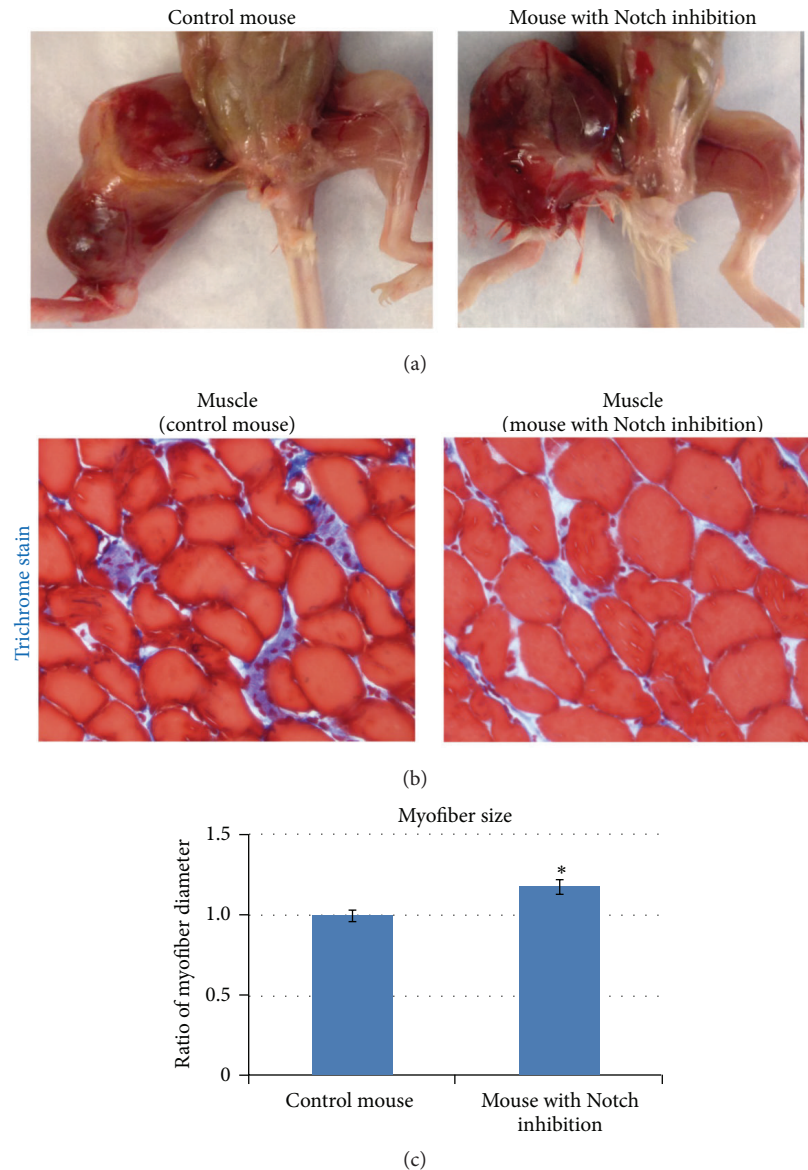 Control mouse
Mouse with Notch inhibition
(a)
Muscle
(control mouse)
Muscle
(mouse with Notch inhibition)
Trichrome stain
(b)
Myofiber size
Ratio of myofiber diameter
1.5
1.0
0.5
0
*
Control mouse
Mouse with Notch
inhibition
(c)